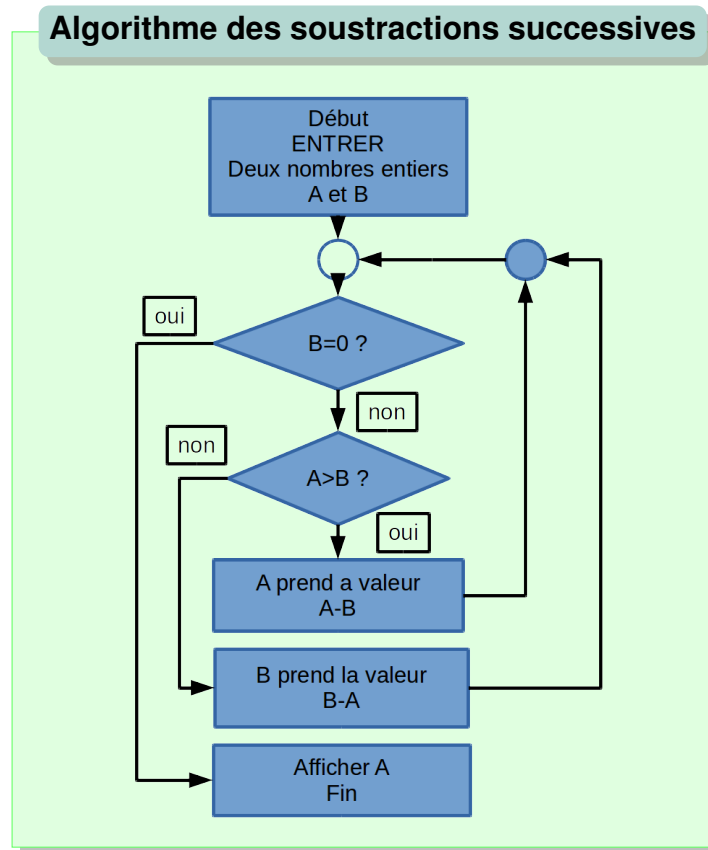 Algorithme des soustractions successives
Début
ENTRER
Deux nombres entiers
A et B
oui
B=0 ?
non
non
A>B ?
oui
A prend a valeur
A-B
B prend la valeur
B-A
Afficher A
Fin